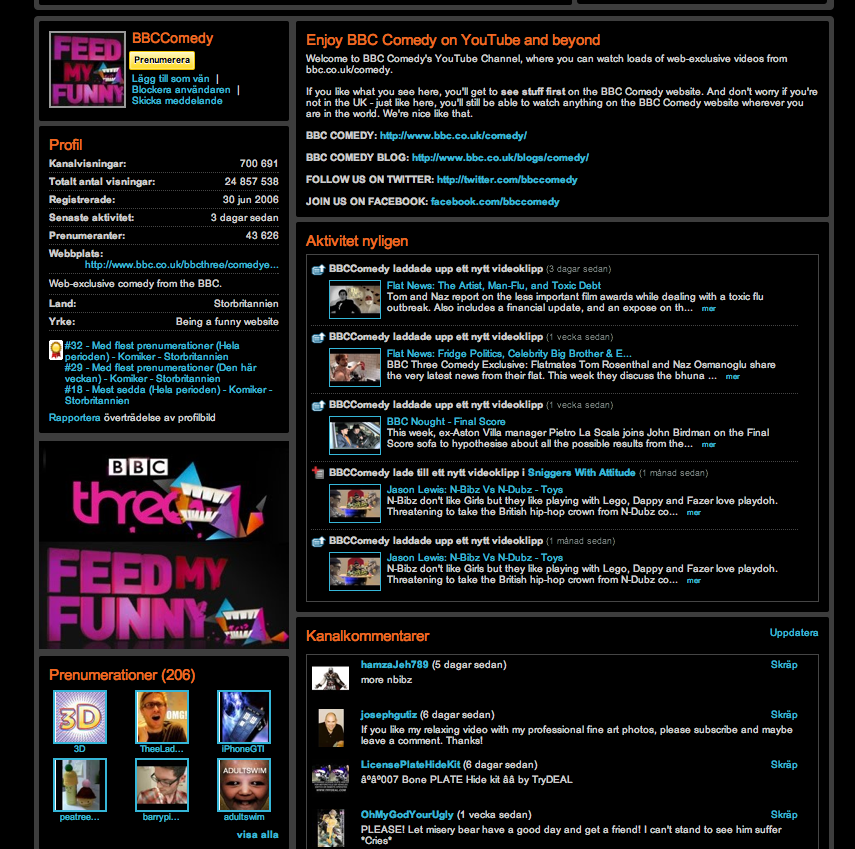 FEED
MY
FUNNY
BBCComedy
Prenumerera
Lägg till som vän |
Blockera användaren |
Skicka meddelande
Profil
Kanalvisningar: 700 691
Totalt antal visningar: 24 857 538
Registrerade: 30 jun 2006
Senaste aktivitet: 3 dagar sedan
Prenumeranter: 43 626
Webbplats:
http://www.bbc.co.uk/bbcthree/comedye...
Web-exclusive comedy from the BBC.
Land: Storbritannien
Yrke: Being a funny website
#32 - Med flest prenumerationer (Hela
perioden) - Komiker - Storbritannien
#29 - Med flest prenumerationer (Den här
veckan) - Komiker - Storbritannien
#18 - Mest sedda (Hela perioden) - Komiker -
Storbritannien
Rapportera överträdelse av profilbild
BBC
three
FEED MY
FUNNY
Prenumerationer (206)
3D
OMG!
3D TheeLad... iPhoneGTI
ADULTSWIM
peatree... barrypl... adultswim
visa alla
Enjoy BBC Comedy on YouTube and beyond
Welcome to BBC Comedy's YouTube Channel, where you can watch loads of web-exclusive videos from
bbc.co.uk/comedy.
If you like what you see here, you'll get to see stuff first on the BBC Comedy website. And don't worry if you're
not in the UK - just like here, you'll still be able to watch anything on the BBC Comedy website wherever you
are in the world. We're nice like that.
BBC COMEDY: http://www.bbc.co.uk/comedy/
BBC COMEDY BLOG: http://www.bbc.co.uk/blogs/comedy/
FOLLOW US ON TWITTER: http://twitter.com/bbccomedy
JOIN US ON FACEBOOK: facebook.com/bbccomedy
Aktivitet nyligen
BBCComedy laddade upp ett nytt videoklipp (3 dagar sedan)
Flat News: The Artist, Man-Flu, and Toxic Debt
Tom and Naz report on the less important film awards while dealing with a toxic flu
outbreak. Also includes a financial update, and an expose on th... mer
BBCComedy laddade upp ett nytt videoklipp (1 vecka sedan)
Flat News: Fridge Politics, Celebrity Big Brother & E...
BBC Three Comedy Exclusive: Flatmates Tom Rosenthal and Naz Osmanoglu share
the very latest news from their flat. This week they discuss the bhuna ... mer
BBCComedy laddade upp ett nytt videoklipp (1 vecka sedan)
BBC Nought - Final Score
This week, ex-Aston Villa manager Pietro La Scala joins John Birdman on the Final
Score sofa to hypothesise about all the possible results from the... mer
BBCComedy lade till ett nytt videoklipp i Sniggers With Attitude (1 månad sedan)
Jason Lewis: N-Bibz Vs N-Dubz - Toys
N-Bibz don't like Girls but they like playing with Lego, Dappy and Fazer love playdoh.
Threatening to take the British hip-hop crown from N-Dubz co... mer
BBCComedy laddade upp ett nytt videoklipp (1 månad sedan)
Jason Lewis: N-Bibz Vs N-Dubz - Toys
N-Bibz don't like Girls but they like playing with Lego, Dappy and Fazer love playdoh.
Threatening to take the British hip-hop crown from N-Dubz co... mer
Kanalkommentarer Uppdatera
hamzaJeh789 (5 dagar sedan) Skräp
more nbibz
josephgutiz (6 dagar sedan) Skräp
If you like my relaxing video with my professional fine art photos, please subscribe and maybe
leave a comment. Thanks!
LicensePlateHideKit (6 dagar sedan) Skräp
âºâº007 Bone PLATE Hide kit ââ by TryDEAL
OhMyGodYourUgly (1 vecka sedan) Skräp
PLEASE! Let misery bear have a good day and get a friend! I can't stand to see him suffer
*Cries*